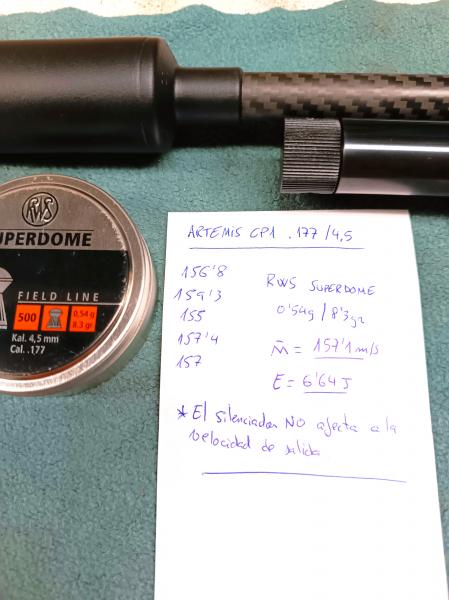 RWS
UPERDOME
FIELD LINE
500
0,54 g
8.3 gr
Kal. 4,5 mm
Cal. .177
ARTEMIS CP1 .177 / 4,5
156'8
159'3
155
157'4
157
RWS SUPERDOME
0'54g / 8'3gr
m̄ = 157'1 m/s
E = 6'64 J
* El silenciador NO afecta a la
velocidad de salida